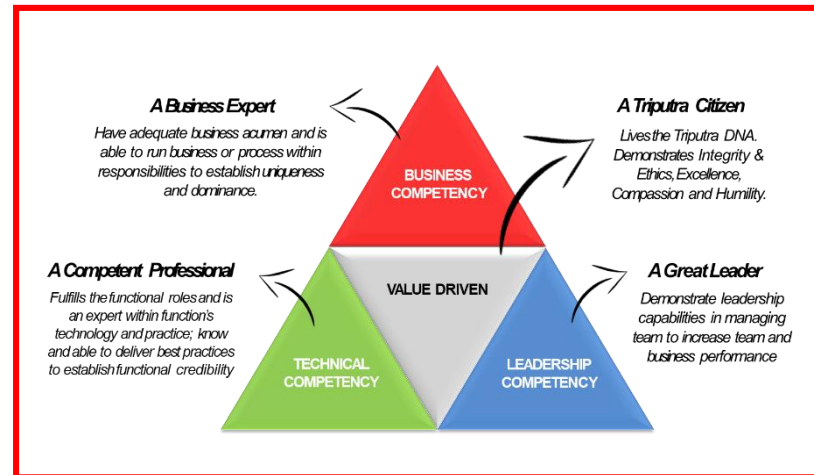 A Business Expert
Have adequate business acumen and is
able to run business or process within
responsibilities to establish uniqueness
and dominance.
A Triputra Citizen
Lives the Triputra DNA.
Demonstrates Integrity &
Ethics, Excellence,
Compassion and Humility.
BUSINESS
COMPETENCY
A Competent Professional
Fulfills the functional roles and is
an expert within function's
technology and practice; know
and able to deliver best practices
to establish functional credibility
VALUE DRIVEN
A Great Leader
Demonstrate leadership
capabilities in managing
team to increase team and
business performance
TECHNICAL
COMPETENCY
LEADERSHIP
COMPETENCY